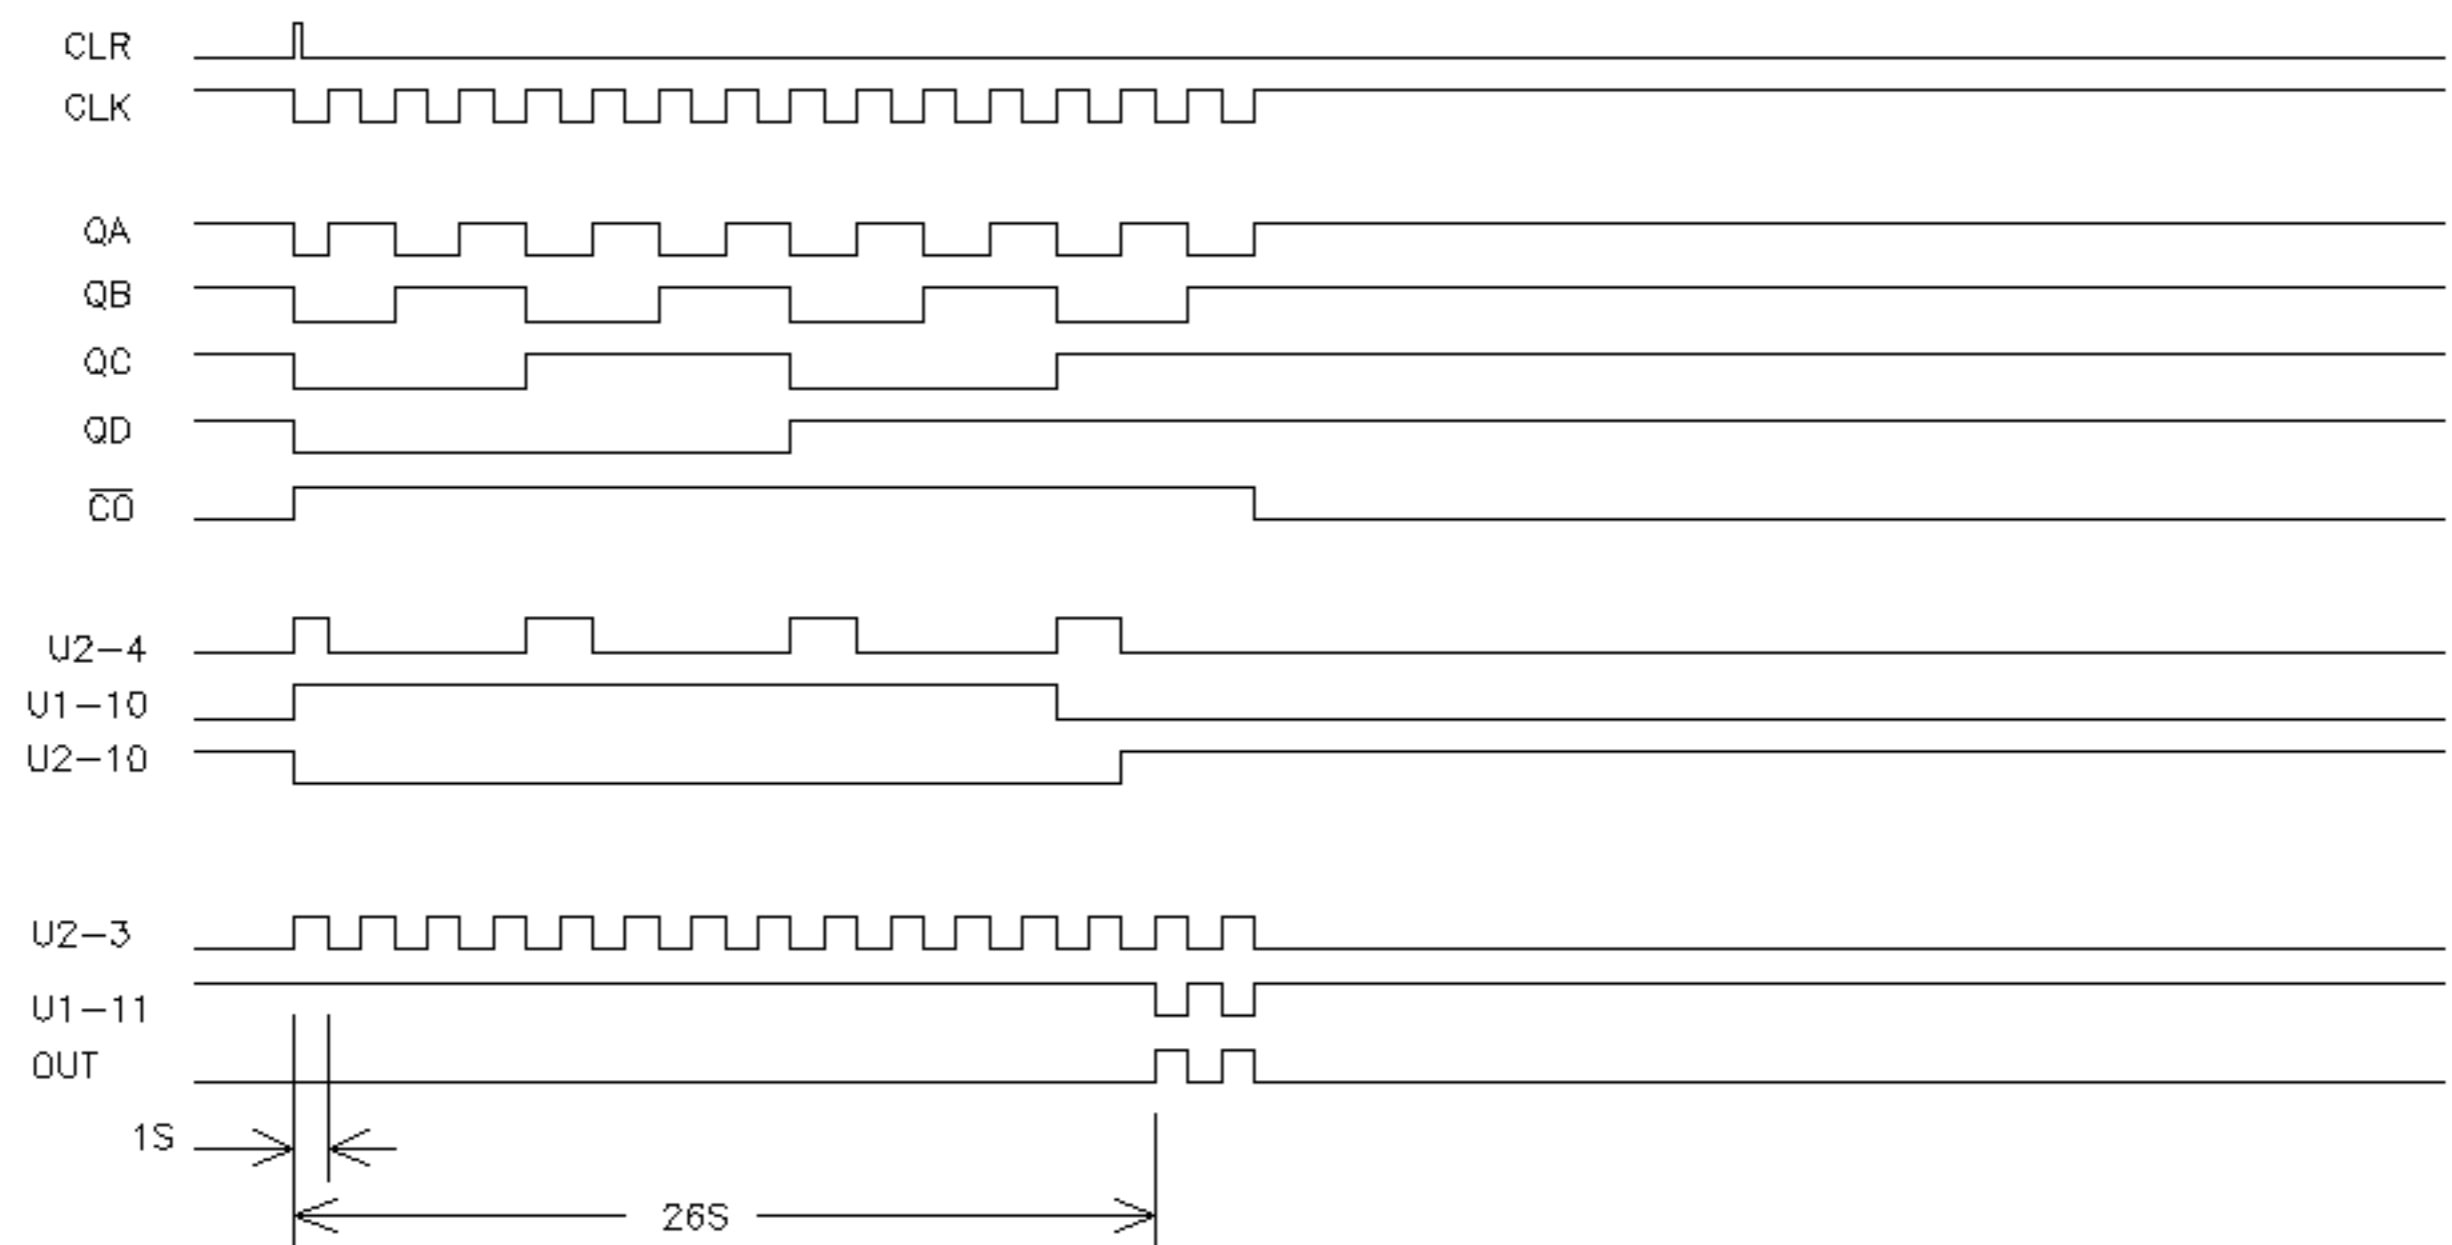 CLR
CLK
QA
QB
QC
QD
C̅O̅
U2-4
U1-10
U2-10
U2-3
U1-11
OUT
1S
26S